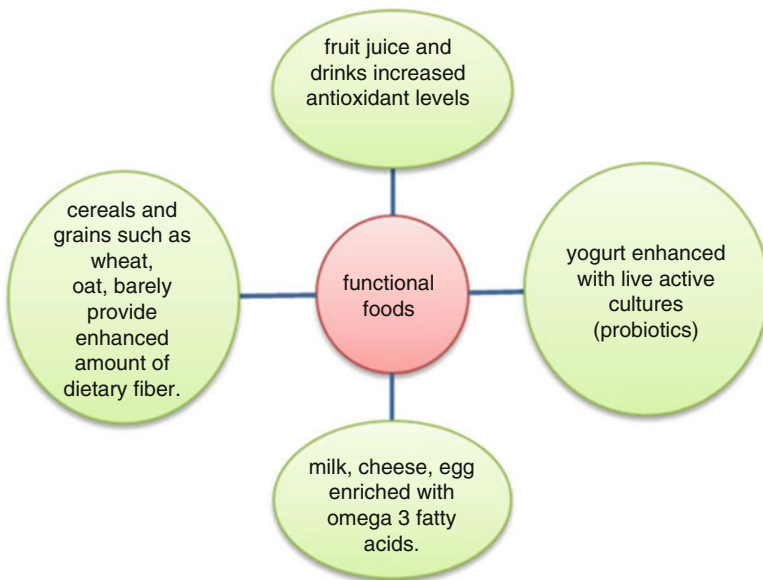 fruit juice and
drinks increased
antioxidant levels
cereals and
grains such as
wheat,
oat, barely
provide
enhanced
amount of
dietary fiber.
functional
foods
yogurt enhanced
with live active
cultures
(probiotics)
milk, cheese, egg
enriched with
omega 3 fatty
acids.